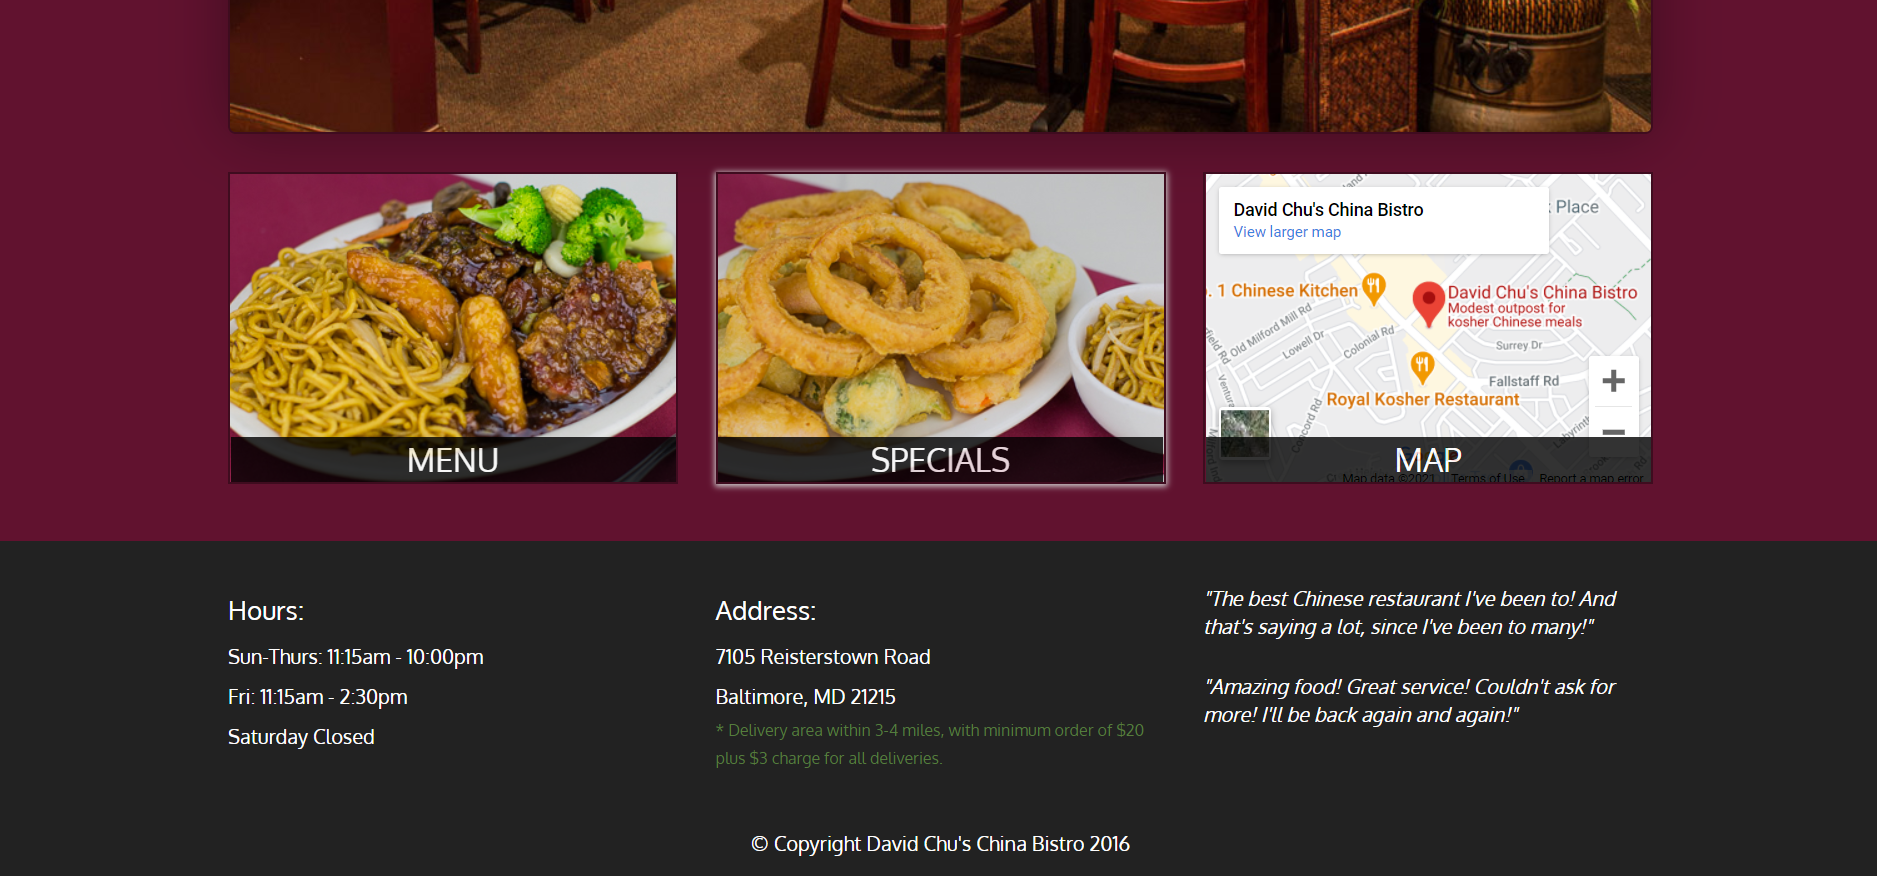 David Chu's China Bistro
View larger map
Place
1 Chinese Kitchen
David Chu's China Bistro
Modest outpost for
kosher Chinese meals
Old Milford Mill Rd
Lowell Dr
Colonial Rd
Surrey Dr
Fallstaff Rd
Royal Kosher Restaurant
Concord Rd
MENU
SPECIALS
MAP
Map data ©2021
Terms of Use
Report a map error
Hours:
Sun-Thurs: 11:15am - 10:00pm
Fri: 11:15am - 2:30pm
Saturday Closed
Address:
7105 Reisterstown Road
Baltimore, MD 21215
* Delivery area within 3-4 miles, with minimum order of $20
plus $3 charge for all deliveries.
"The best Chinese restaurant I've been to! And
that's saying a lot, since I've been to many!"
"Amazing food! Great service! Couldn't ask for
more! I'll be back again and again!"
© Copyright David Chu's China Bistro 2016